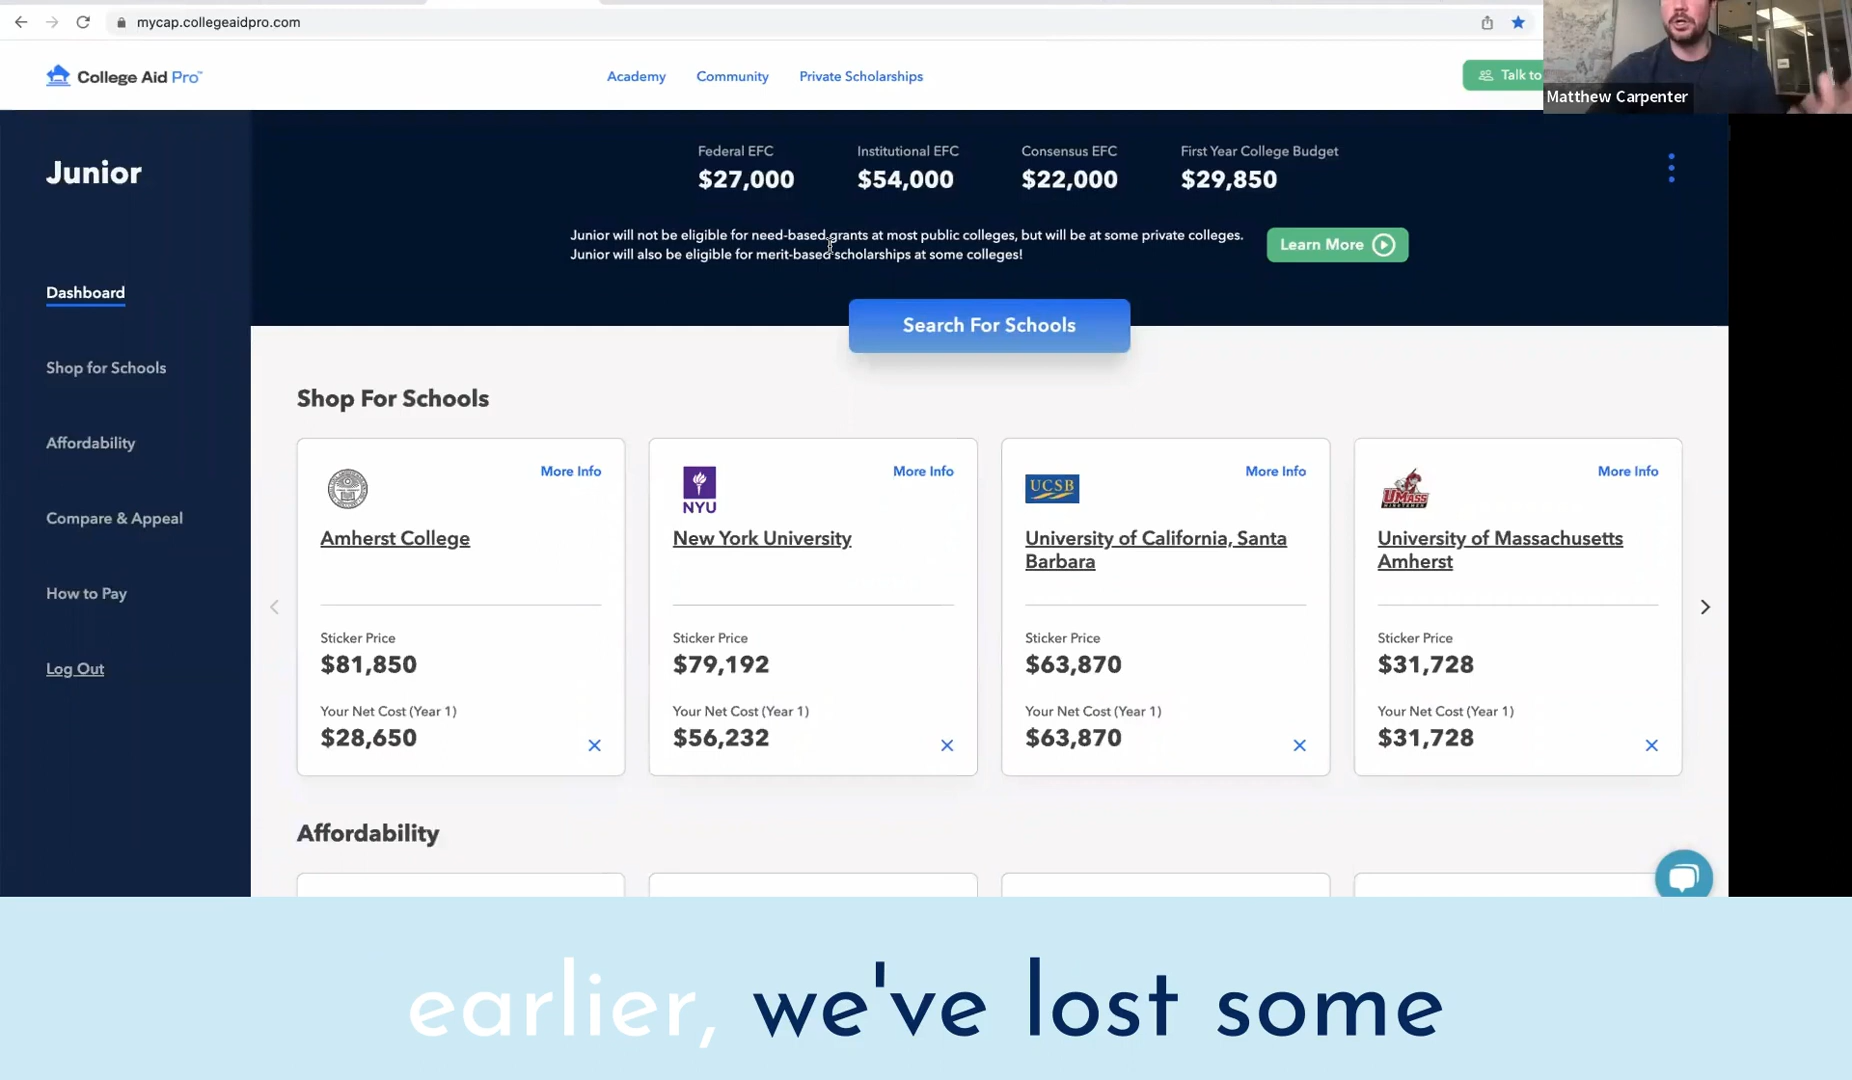 mycap.collegeaidpro.com
College Aid Pro™
Academy
Community
Private Scholarships
Talk to
Matthew Carpenter
Junior
Dashboard
Shop for Schools
Affordability
Compare & Appeal
How to Pay
Log Out
Federal EFC
$27,000
Institutional EFC
$54,000
Consensus EFC
$22,000
First Year College Budget
$29,850
Junior will not be eligible for need-based grants at most public colleges, but will be at some private colleges.
Junior will also be eligible for merit-based scholarships at some colleges!
Learn More
Search For Schools
Shop For Schools
More Info
Amherst College
Sticker Price
$81,850
Your Net Cost (Year 1)
$28,650
More Info
NYU
New York University
Sticker Price
$79,192
Your Net Cost (Year 1)
$56,232
More Info
UCSB
University of California, Santa
Barbara
Sticker Price
$63,870
Your Net Cost (Year 1)
$63,870
More Info
UMASS
University of Massachusetts
Amherst
Sticker Price
$31,728
Your Net Cost (Year 1)
$31,728
Affordability
earlier, we've lost some